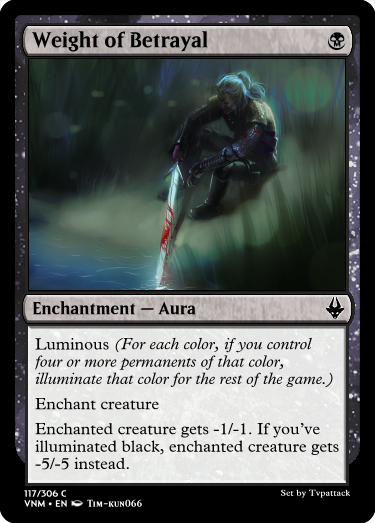 Weight of Betrayal
Enchantment — Aura
Luminous (For each color, if you control
four or more permanents of that color,
illuminate that color for the rest of the game.)
Enchant creature
Enchanted creature gets -1/-1. If you've
illuminated black, enchanted creature gets
-5/-5 instead.
117/306 C
Set by Tvpattack
VNM • EN Tim-kun066